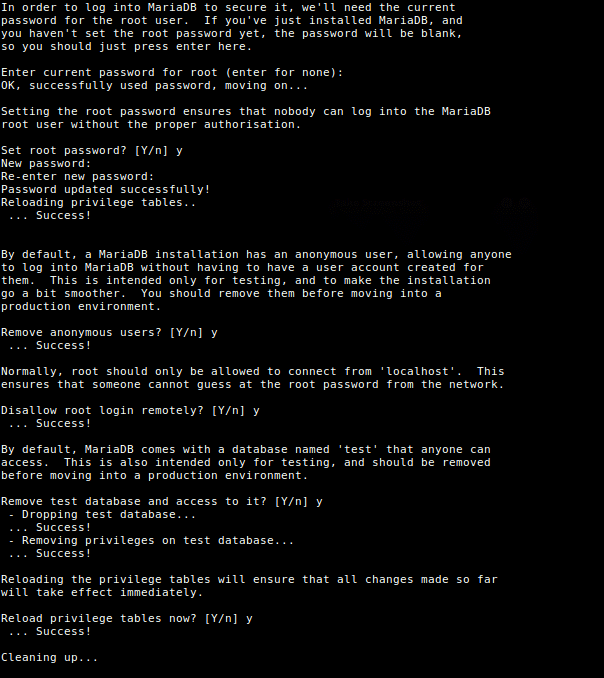 In order to log into MariaDB to secure it, we'll need the current
password for the root user.  If you've just installed MariaDB, and
you haven't set the root password yet, the password will be blank,
so you should just press enter here.

Enter current password for root (enter for none):
OK, successfully used password, moving on...

Setting the root password ensures that nobody can log into the MariaDB
root user without the proper authorisation.

Set root password? [Y/n] y
New password:
Re-enter new password:
Password updated successfully!
Reloading privilege tables..
 ... Success!


By default, a MariaDB installation has an anonymous user, allowing anyone
to log into MariaDB without having to have a user account created for
them.  This is intended only for testing, and to make the installation
go a bit smoother.  You should remove them before moving into a
production environment.

Remove anonymous users? [Y/n] y
 ... Success!

Normally, root should only be allowed to connect from 'localhost'.  This
ensures that someone cannot guess at the root password from the network.

Disallow root login remotely? [Y/n] y
 ... Success!

By default, MariaDB comes with a database named 'test' that anyone can
access.  This is also intended only for testing, and should be removed
before moving into a production environment.

Remove test database and access to it? [Y/n] y
 - Dropping test database...
 ... Success!
 - Removing privileges on test database...
 ... Success!

Reloading the privilege tables will ensure that all changes made so far
will take effect immediately.

Reload privilege tables now? [Y/n] y
 ... Success!

Cleaning up...